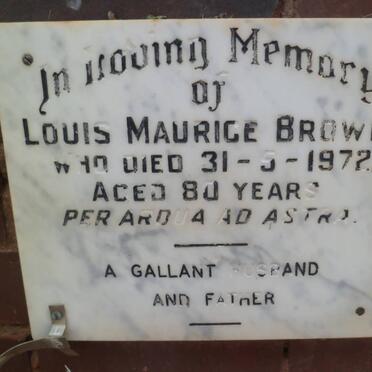 In Loving Memory
of
LOUIS MAURICE BROWN
WHO DIED 31-3-1972
AGED 80 YEARS
PER ARDUA AD ASTRA.
A GALLANT HUSBAND
AND FATHER